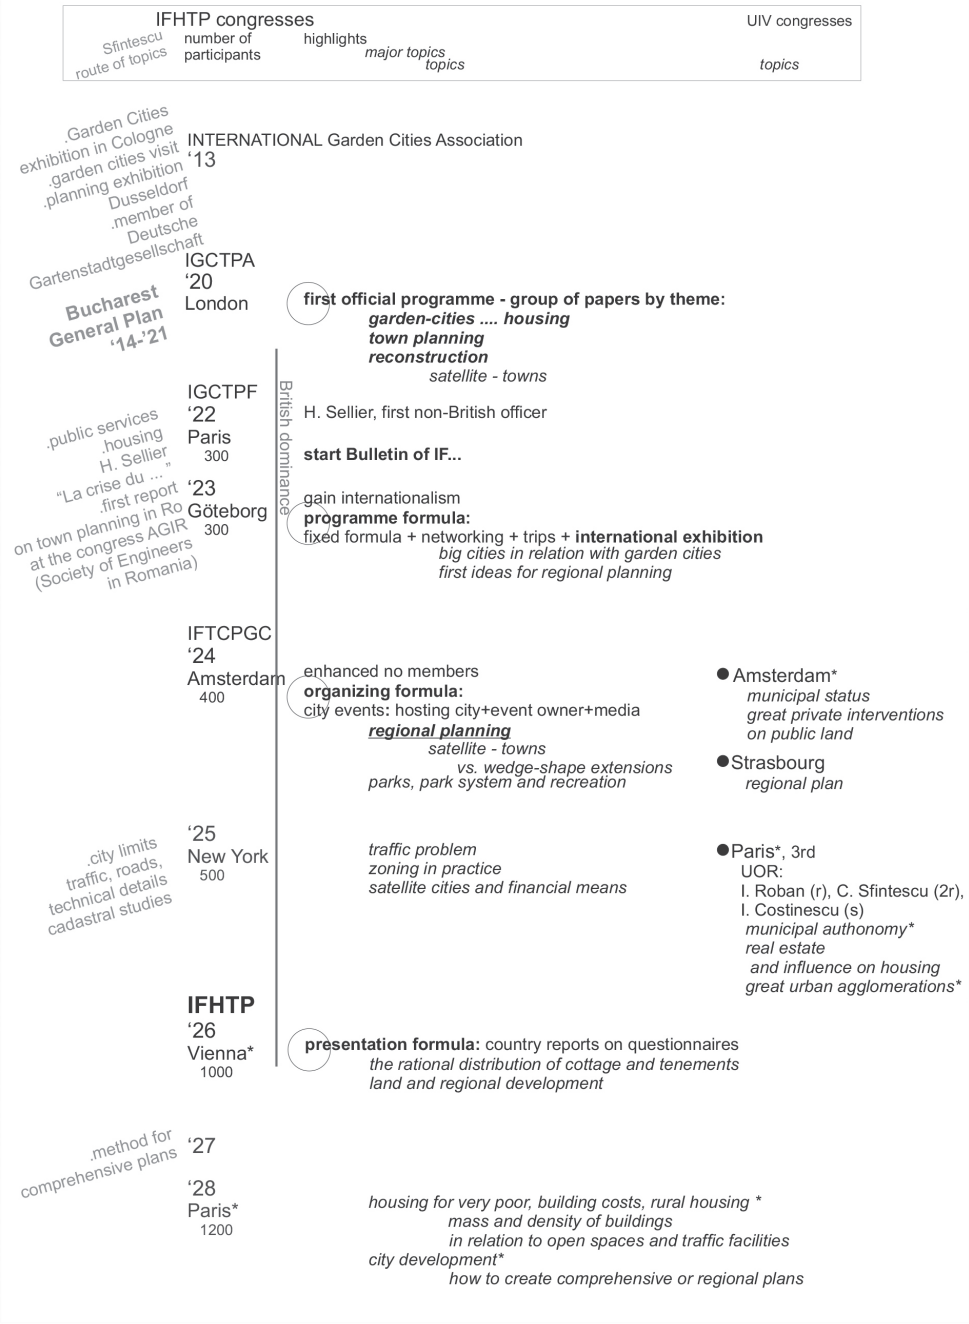 IFHTP congresses
UIV congresses
Sfintescu
route of topics
number of
participants
highlights
major topics
topics
topics
.Garden Cities
exhibition in Cologne
.garden cities visit
.planning exhibition
Dusseldorf
.member of
Deutsche
Gartenstadtgesellschaft
INTERNATIONAL Garden Cities Association
‘13
IGCTPA
‘20
London
Bucharest
General Plan
‘14-’21
first official programme - group of papers by theme:
garden-cities .... housing
town planning
reconstruction
satellite - towns
British dominance
IGCTPF
‘22
Paris
300
H. Sellier, first non-British officer
start Bulletin of IF...
.public services
.housing
H. Sellier
“La crise du ... ”
.first report
on town planning in Ro
at the congress AGIR
(Society of Engineers
in Romania)
‘23
Göteborg
300
gain internationalism
programme formula:
fixed formula + networking + trips + international exhibition
big cities in relation with garden cities
first ideas for regional planning
IFTCPGC
‘24
Amsterdam
400
enhanced no members
organizing formula:
city events: hosting city+event owner+media
regional planning
satellite - towns
vs. wedge-shape extensions
parks, park system and recreation
Amsterdam*
municipal status
great private interventions
on public land
Strasbourg
regional plan
.city limits
traffic, roads,
technical details
cadastral studies
‘25
New York
500
traffic problem
zoning in practice
satellite cities and financial means
Paris*, 3rd
UOR:
I. Roban (r), C. Sfintescu (2r),
I. Costinescu (s)
municipal authonomy*
real estate
and influence on housing
great urban agglomerations*
IFHTP
‘26
Vienna*
1000
presentation formula: country reports on questionnaires
the rational distribution of cottage and tenements
land and regional development
.method for
comprehensive plans
‘27
‘28
Paris*
1200
housing for very poor, building costs, rural housing *
mass and density of buildings
in relation to open spaces and traffic facilities
city development*
how to create comprehensive or regional plans